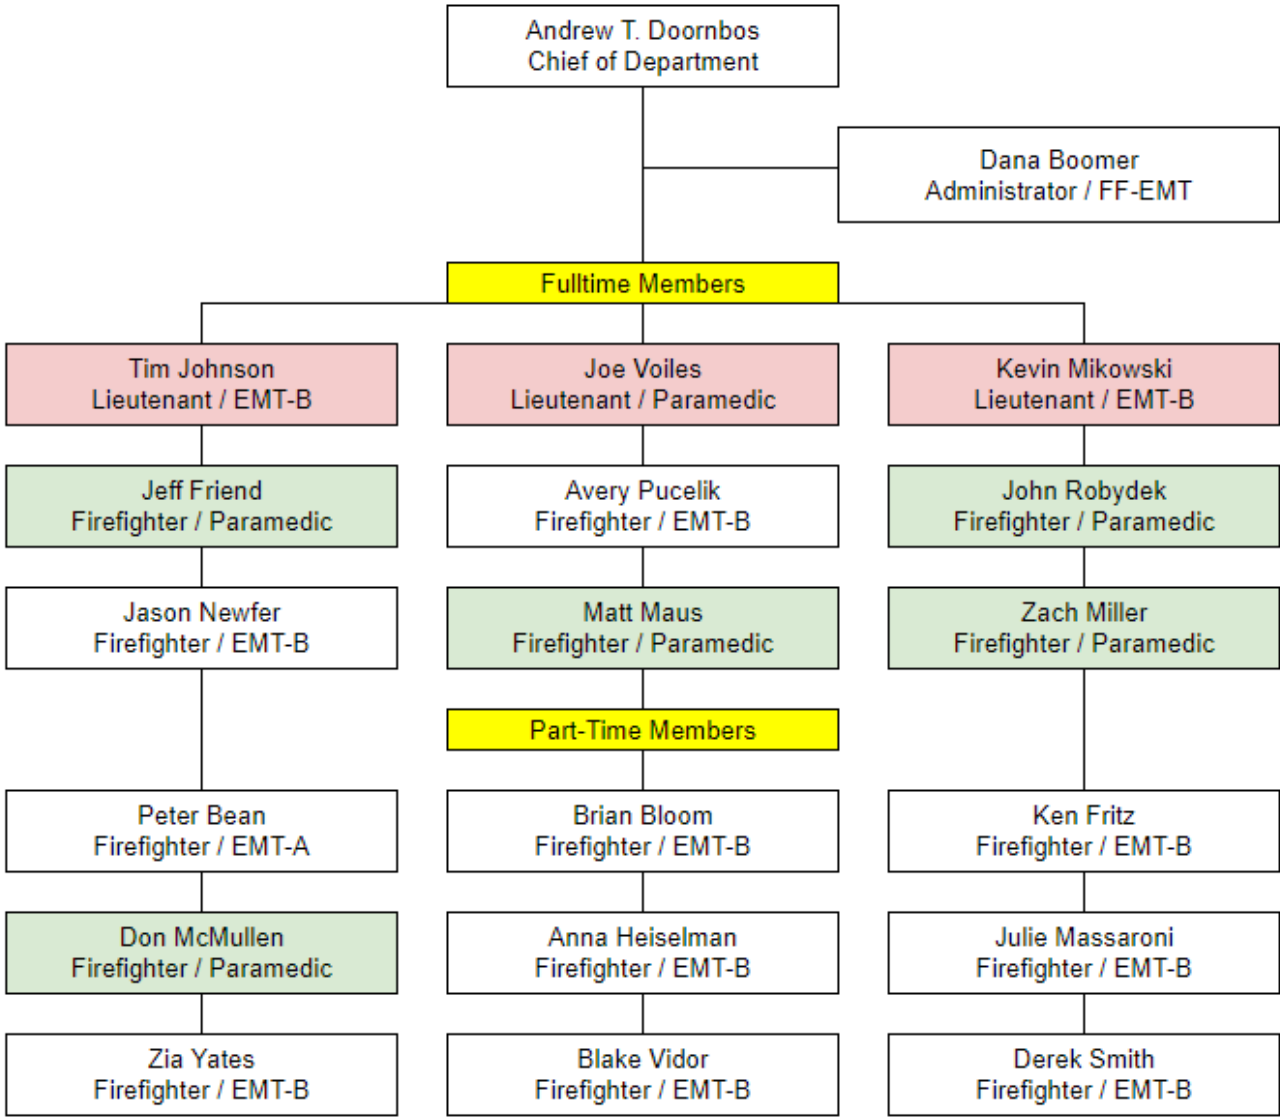 Andrew T. Doornbos
Chief of Department
Dana Boomer
Administrator / FF-EMT
Fulltime Members
Tim Johnson
Lieutenant / EMT-B
Joe Voiles
Lieutenant / Paramedic
Kevin Mikowski
Lieutenant / EMT-B
Jeff Friend
Firefighter / Paramedic
Avery Pucelik
Firefighter / EMT-B
John Robydek
Firefighter / Paramedic
Jason Newfer
Firefighter / EMT-B
Matt Maus
Firefighter / Paramedic
Zach Miller
Firefighter / Paramedic
Part-Time Members
Peter Bean
Firefighter / EMT-A
Brian Bloom
Firefighter / EMT-B
Ken Fritz
Firefighter / EMT-B
Don McMullen
Firefighter / Paramedic
Anna Heiselman
Firefighter / EMT-B
Julie Massaroni
Firefighter / EMT-B
Zia Yates
Firefighter / EMT-B
Blake Vidor
Firefighter / EMT-B
Derek Smith
Firefighter / EMT-B